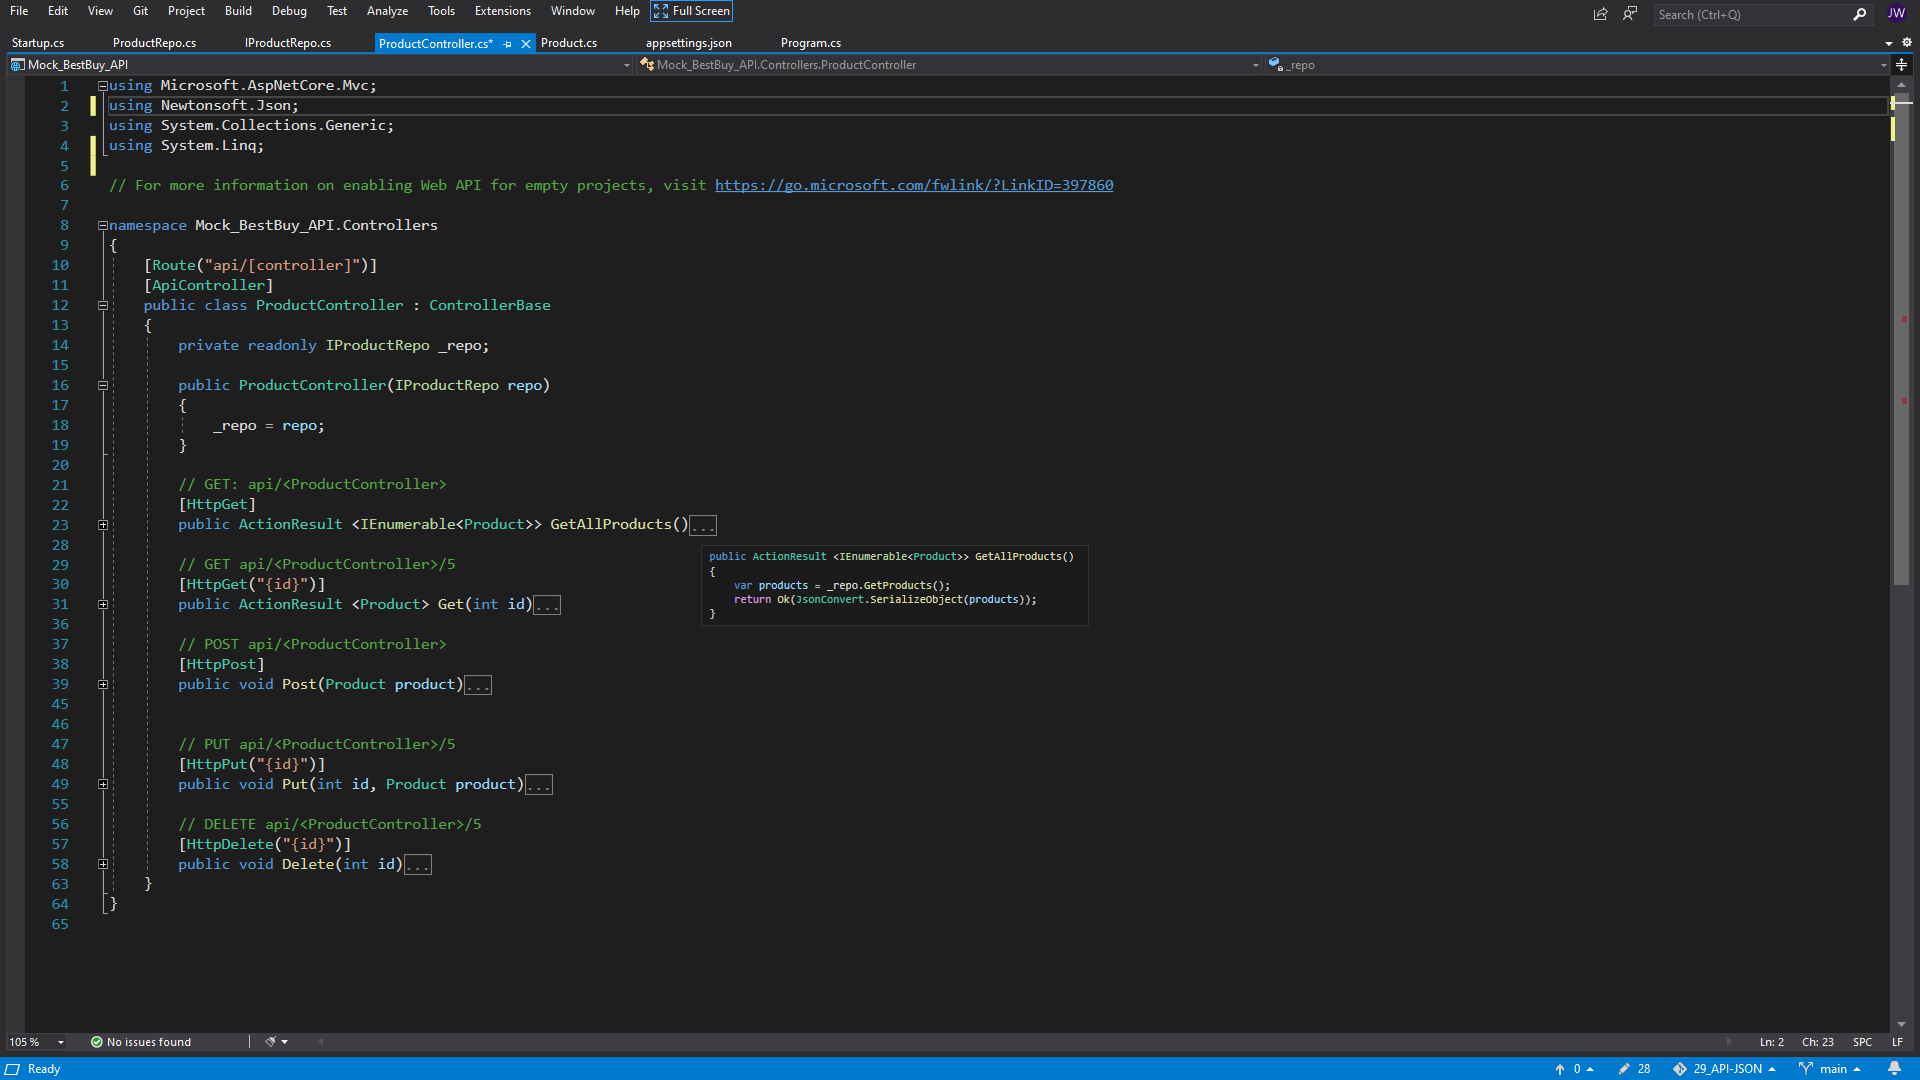 File Edit View Git Project Build Debug Test Analyze Tools Extensions Window Help Full Screen Search (Ctrl+Q) JW
Startup.cs ProductRepo.cs IProductRepo.cs ProductController.cs* Product.cs appsettings.json Program.cs
Mock_BestBuy_API Mock_BestBuy_API.Controllers.ProductController _repo
1 using Microsoft.AspNetCore.Mvc;
2 using Newtonsoft.Json;
3 using System.Collections.Generic;
4 using System.Linq;
5
6 // For more information on enabling Web API for empty projects, visit https://go.microsoft.com/fwlink/?LinkID=397860
7
8 namespace Mock_BestBuy_API.Controllers
9 {
10 [Route("api/[controller]")]
11 [ApiController]
12 public class ProductController : ControllerBase
13 {
14 private readonly IProductRepo _repo;
15
16 public ProductController(IProductRepo repo)
17 {
18 _repo = repo;
19 }
20
21 // GET: api/<ProductController>
22 [HttpGet]
23 public ActionResult <IEnumerable<Product>> GetAllProducts()...
28
29 // GET api/<ProductController>/5
30 [HttpGet("{id}")]
31 public ActionResult <Product> Get(int id)...
36
37 // POST api/<ProductController>
38 [HttpPost]
39 public void Post(Product product)...
45
46
47 // PUT api/<ProductController>/5
48 [HttpPut("{id}")]
49 public void Put(int id, Product product)...
55
56 // DELETE api/<ProductController>/5
57 [HttpDelete("{id}")]
58 public void Delete(int id)...
63 }
64 }
65
public ActionResult <IEnumerable<Product>> GetAllProducts()
{
var products = _repo.GetProducts();
return Ok(JsonConvert.SerializeObject(products));
}
105 % No issues found Ln: 2 Ch: 23 SPC LF
Ready 0 28 29_API-JSON main